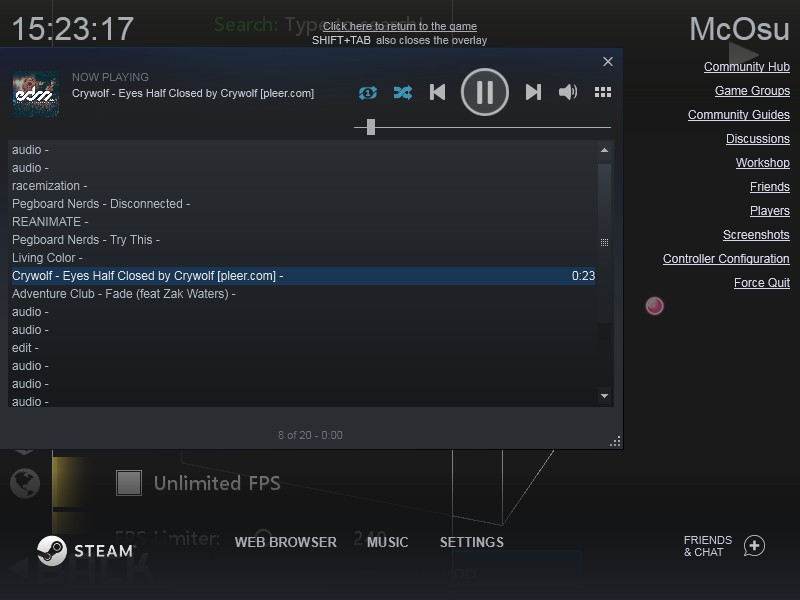 15:23:17
Search: Type to search!
Click here to return to the game
SHIFT+TAB also closes the overlay
McOsu
Community Hub
Game Groups
Community Guides
Discussions
Workshop
Friends
Players
Screenshots
Controller Configuration
Force Quit
edm.
NOW PLAYING
Crywolf - Eyes Half Closed by Crywolf [pleer.com]
audio -
audio -
racemization -
Pegboard Nerds - Disconnected -
REANIMATE -
Pegboard Nerds - Try This -
Living Color -
Crywolf - Eyes Half Closed by Crywolf [pleer.com] - 0:23
Adventure Club - Fade (feat Zak Waters) -
audio -
audio -
edit -
audio -
audio -
audio -
8 of 20 - 0:00
Unlimited FPS
FPS Limiter: 240
STEAM
WEB BROWSER MUSIC SETTINGS
FRIENDS
& CHAT